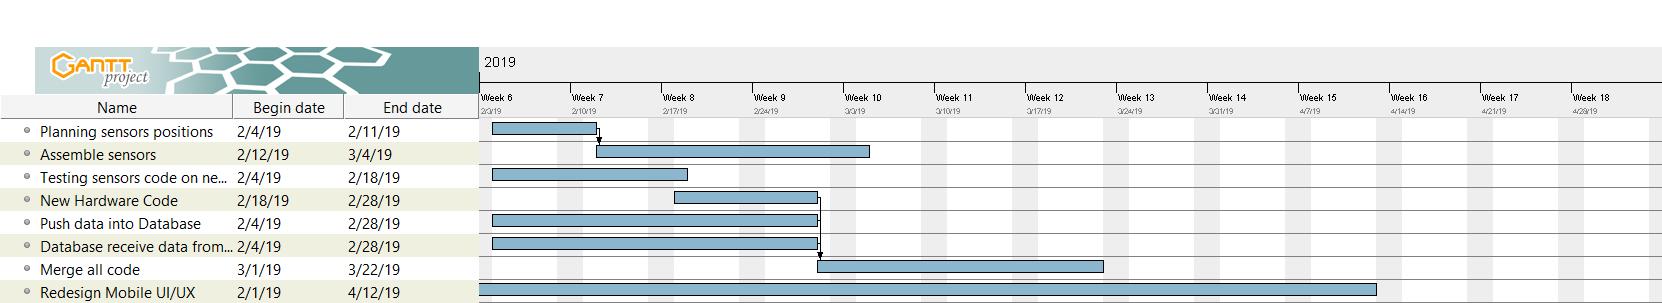 GANTT
project
2019
Name Begin date End date
Week 6 Week 7 Week 8 Week 9 Week 10 Week 11 Week 12 Week 13 Week 14 Week 15 Week 16 Week 17 Week 18
2/3/19 2/10/19 2/17/19 2/24/19 3/3/19 3/10/19 3/17/19 3/24/19 3/31/19 4/7/19 4/14/19 4/21/19 4/28/19
Planning sensors positions 2/4/19 2/11/19
Assemble sensors 2/12/19 3/4/19
Testing sensors code on ne... 2/4/19 2/18/19
New Hardware Code 2/18/19 2/28/19
Push data into Database 2/4/19 2/28/19
Database receive data from... 2/4/19 2/28/19
Merge all code 3/1/19 3/22/19
Redesign Mobile UI/UX 2/1/19 4/12/19